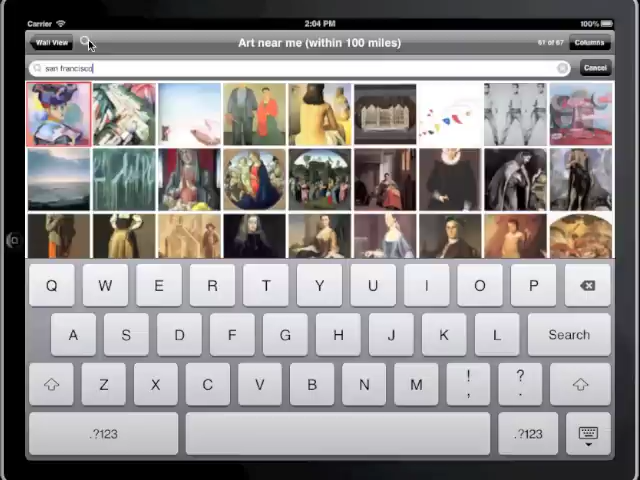 Carrier 2:04 PM 100%
Wall View Art near me (within 100 miles) 61 of 67 Columns
san francisco Cancel
Q W E R T Y U I O P
A S D F G H J K L Search
Z X C V B N M ! , ? .
.?123 .?123